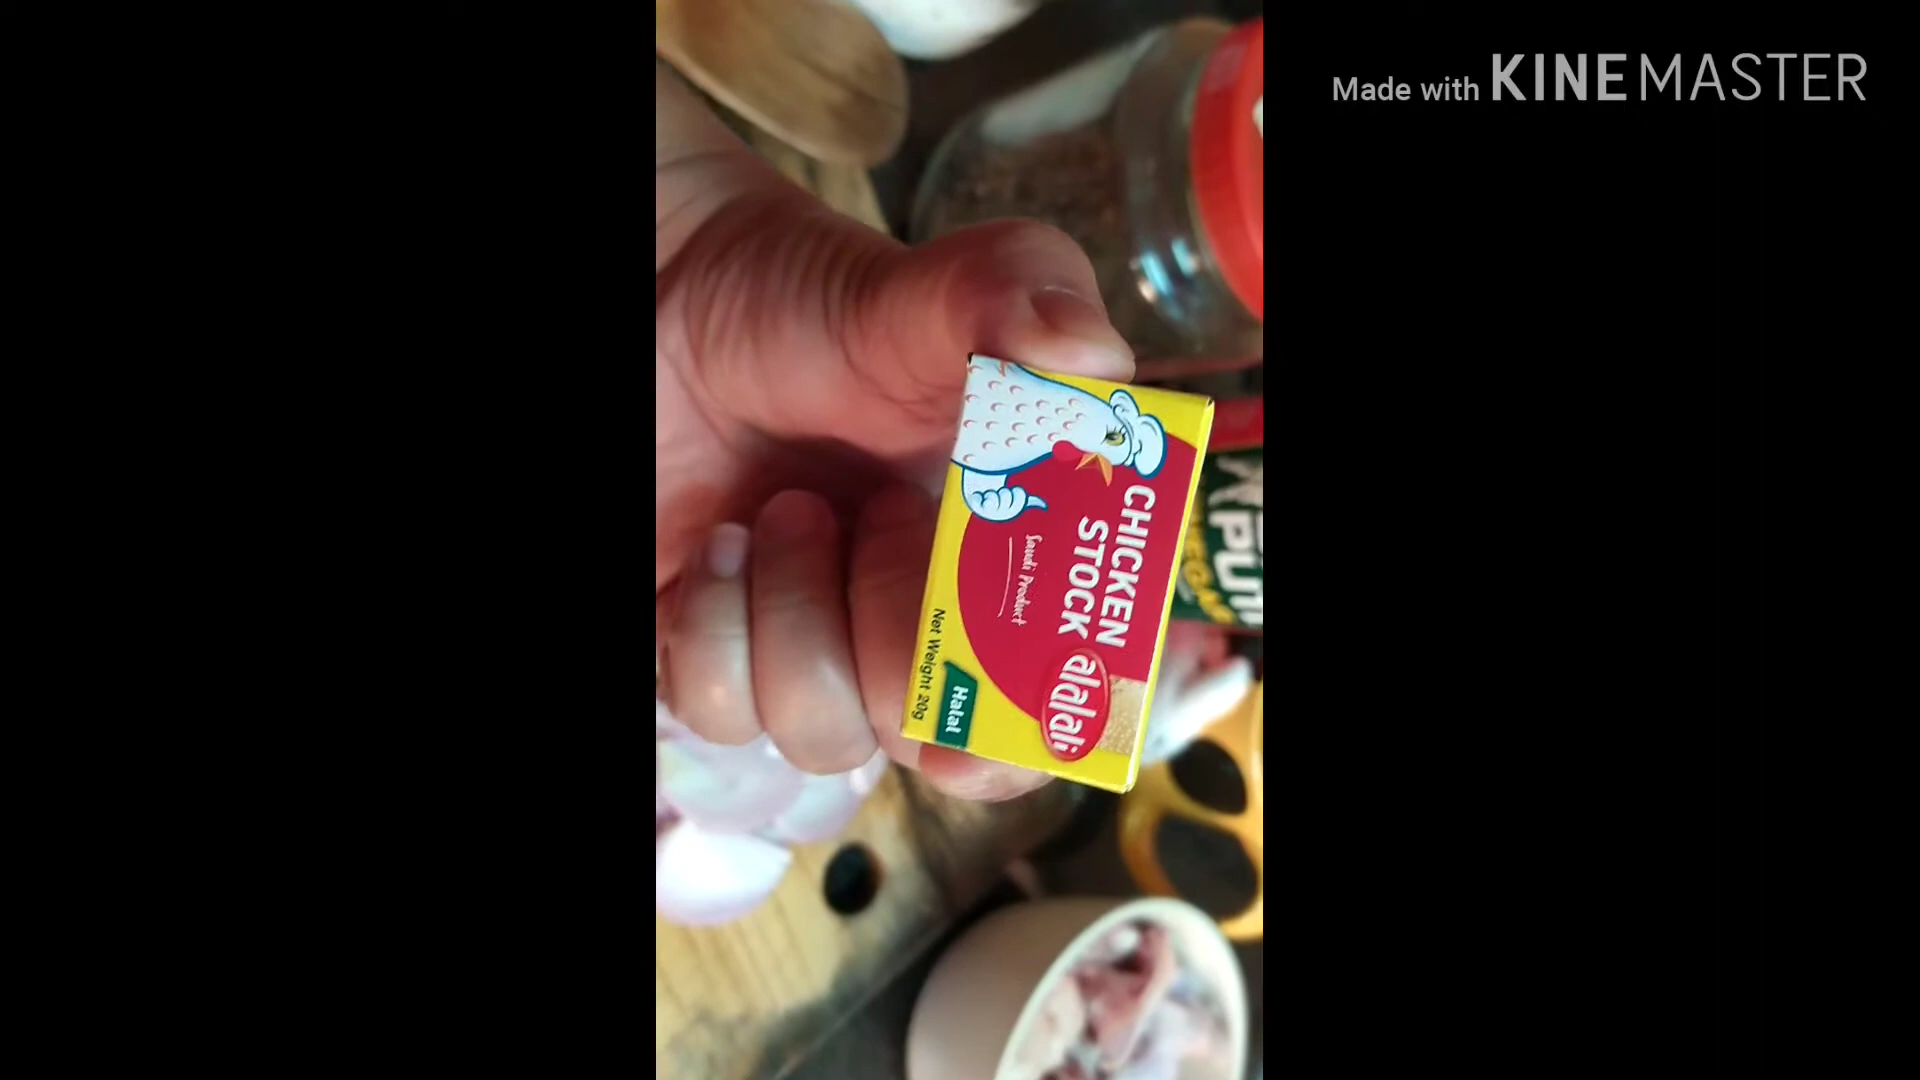 Made with KINEMASTER
CHICKEN
STOCK
alalali
Saudi Product
Halal
Net Weight 20g